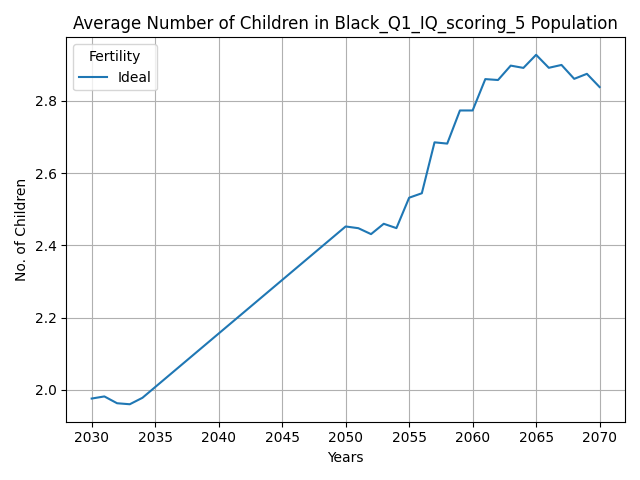 Average Number of Children in Black_Q1_IQ_scoring_5 Population
Fertility
Ideal
No. of Children
2.8
2.6
2.4
2.2
2.0
2030 2035 2040 2045 2050 2055 2060 2065 2070
Years